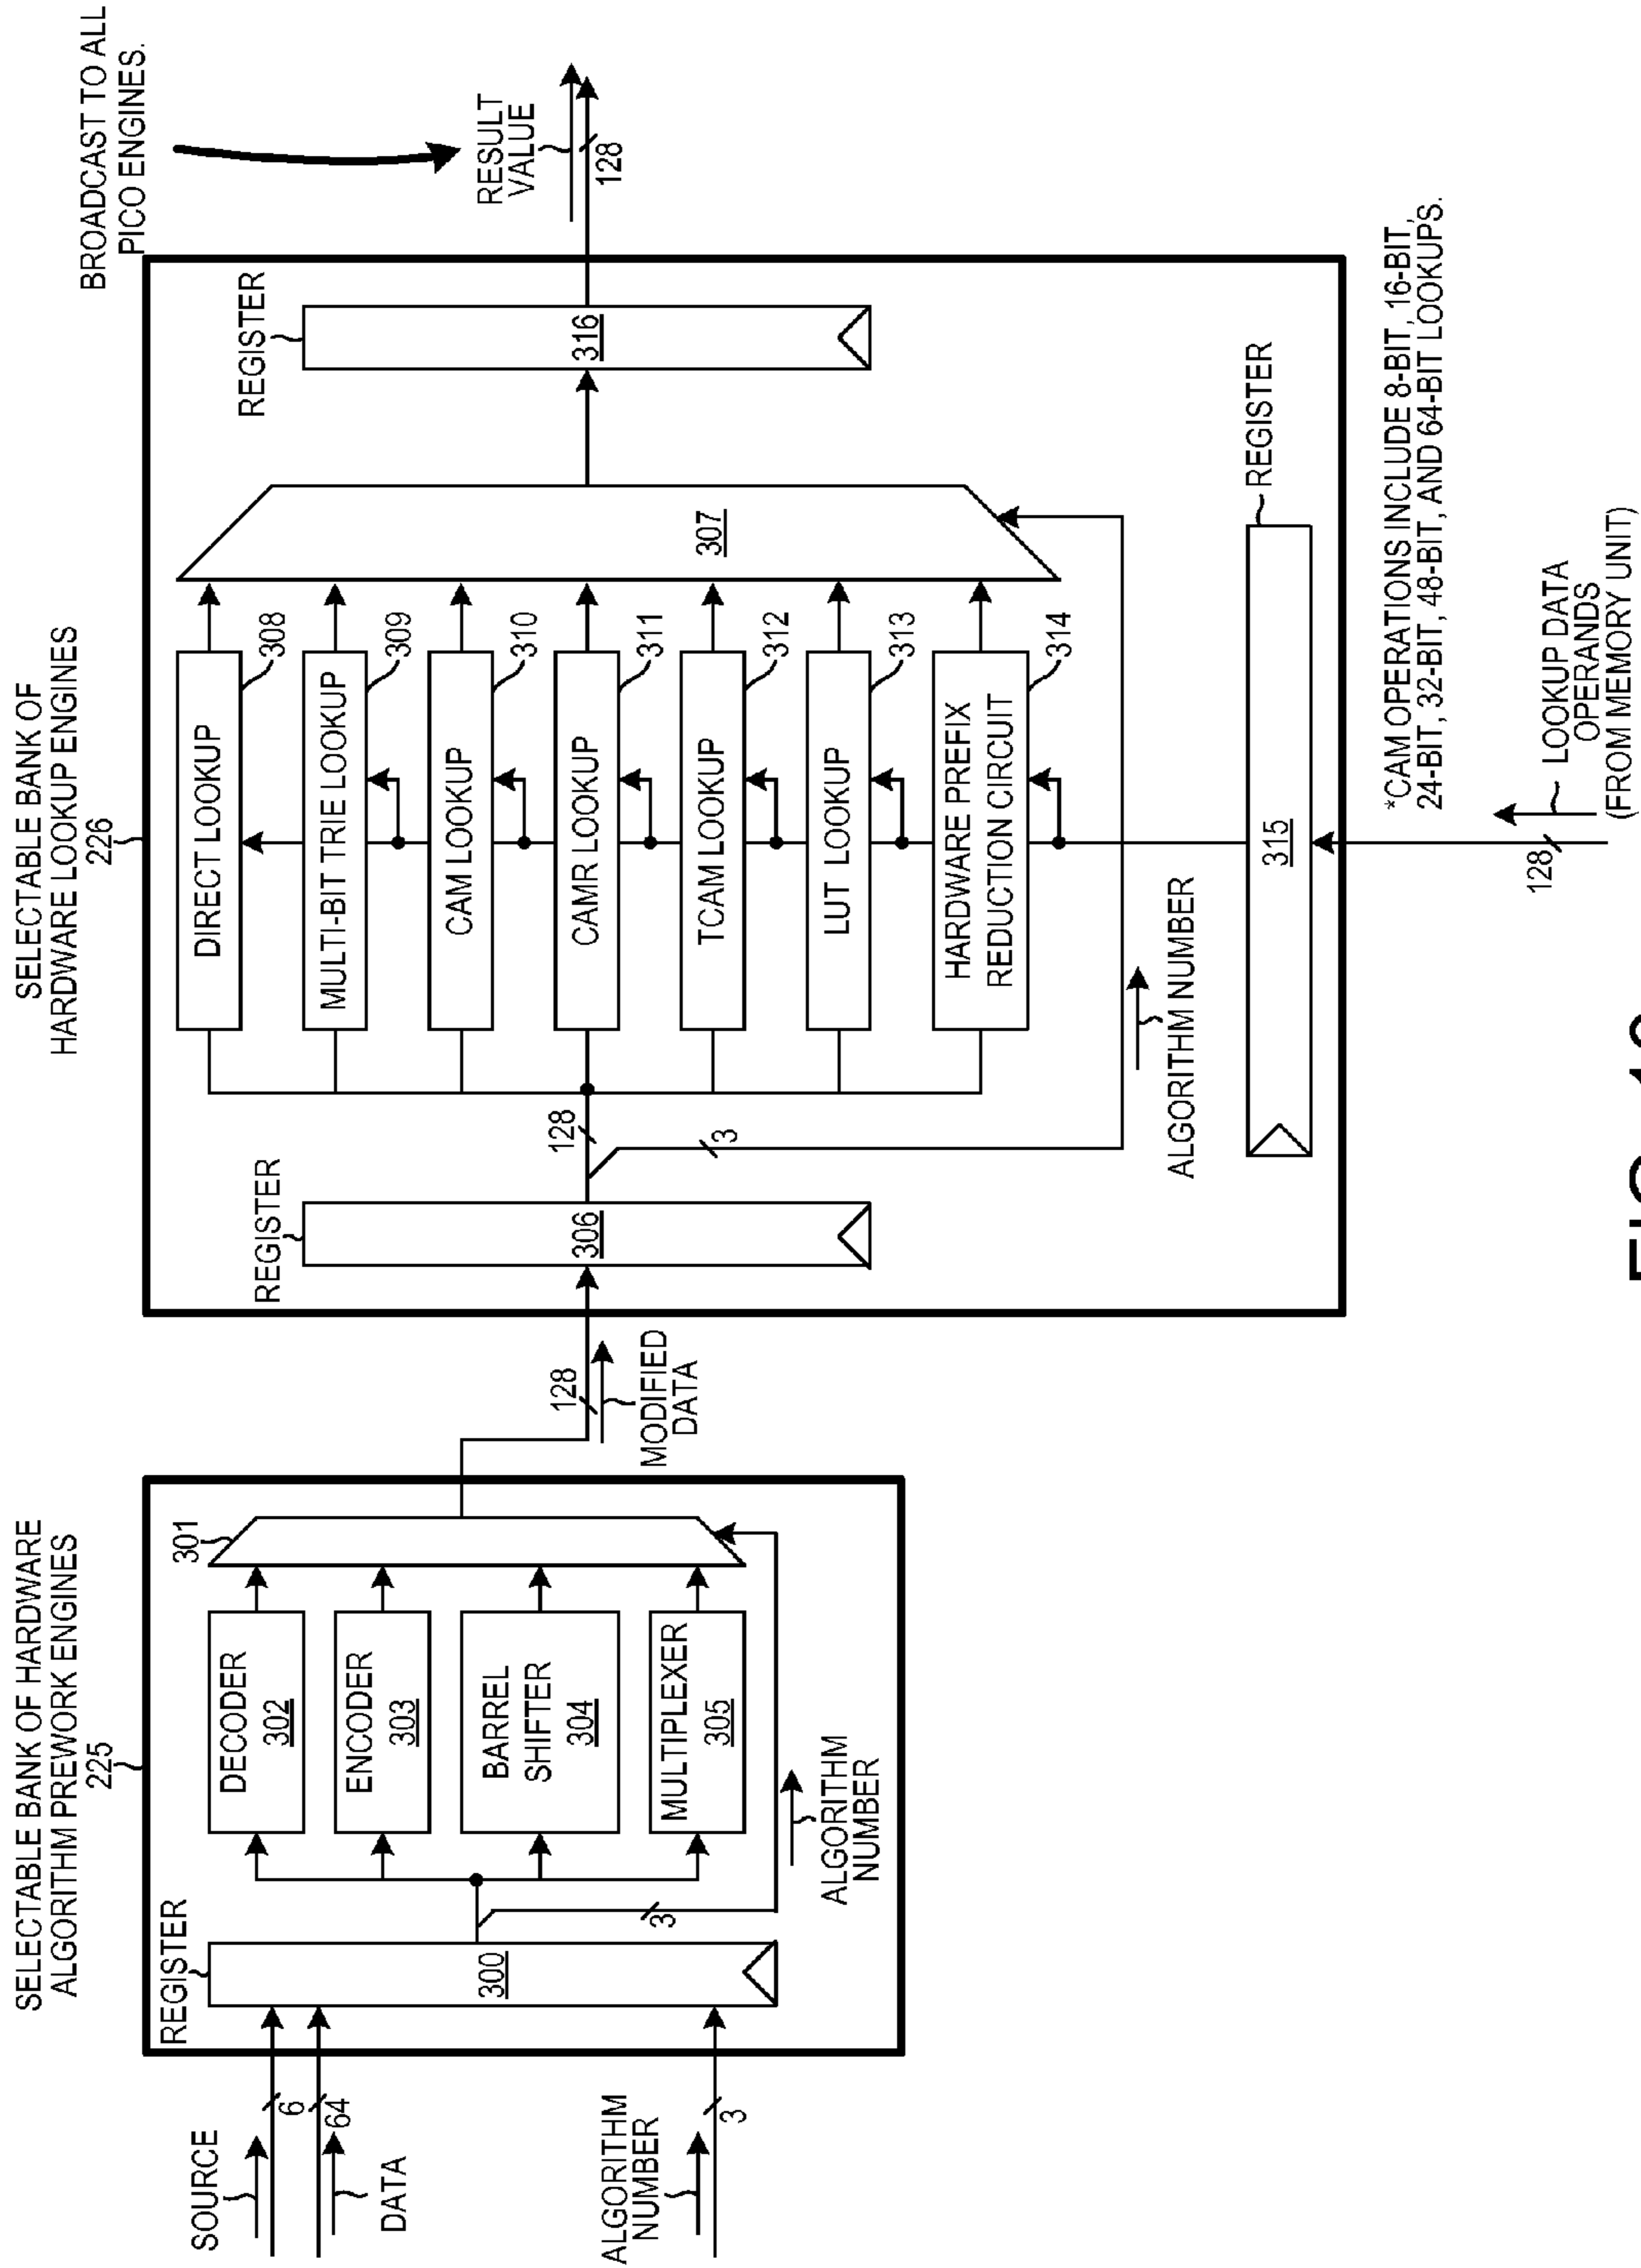 SELECTABLE BANK OF HARDWARE
ALGORITHM PREWORK ENGINES
225
SOURCE
6
64
DATA
ALGORITHM
NUMBER
3
REGISTER
300
3
ALGORITHM
NUMBER
DECODER
302
ENCODER
303
BARREL
SHIFTER
304
MULTIPLEXER
305
301
128
MODIFIED
DATA
SELECTABLE BANK OF
HARDWARE LOOKUP ENGINES
226
REGISTER
306
128
3
ALGORITHM NUMBER
DIRECT LOOKUP
308
MULTI-BIT TRIE LOOKUP
309
CAM LOOKUP
310
CAMR LOOKUP
311
TCAM LOOKUP
312
LUT LOOKUP
313
HARDWARE PREFIX
REDUCTION CIRCUIT
314
307
REGISTER
315
REGISTER
316
BROADCAST TO ALL
PICO ENGINES.
RESULT
VALUE
128
*CAM OPERATIONS INCLUDE 8-BIT, 16-BIT,
24-BIT, 32-BIT, 48-BIT, AND 64-BIT LOOKUPS.
128
LOOKUP DATA
OPERANDS
(FROM MEMORY UNIT)